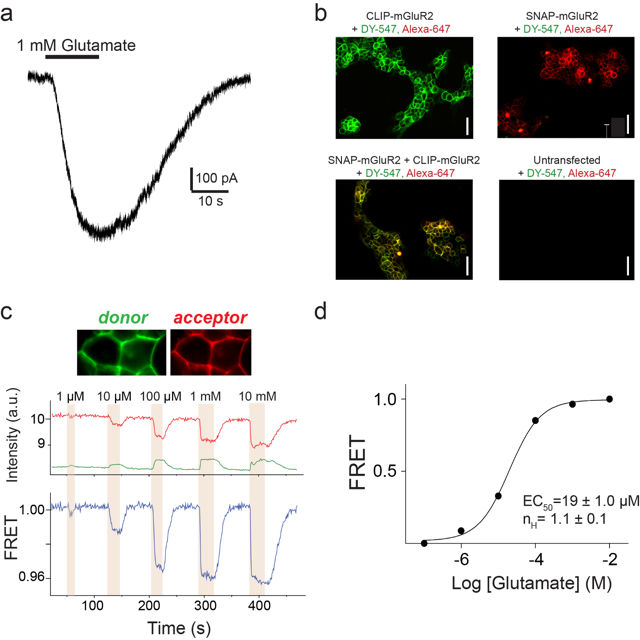 a
1 mM Glutamate
100 pA
10 s
b
CLIP-mGluR2
+ DY-547, Alexa-647
SNAP-mGluR2
+ DY-547, Alexa-647
SNAP-mGluR2 + CLIP-mGluR2
+ DY-547, Alexa-647
Untransfected
+ DY-547, Alexa-647
c
donor
acceptor
1 µM
10 µM
100 µM
1 mM
10 mM
Intensity (a.u.)
10
9
FRET
1.00
0.96
100
200
300
400
Time (s)
d
FRET
1.0
0.5
EC50=19 ± 1.0 µM
nH= 1.1 ± 0.1
-6
-4
-2
Log [Glutamate] (M)